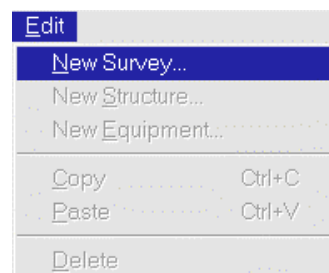 Edit
New Survey...
New Structure...
New Equipment...
Copy Ctrl+C
Paste Ctrl+V
Delete